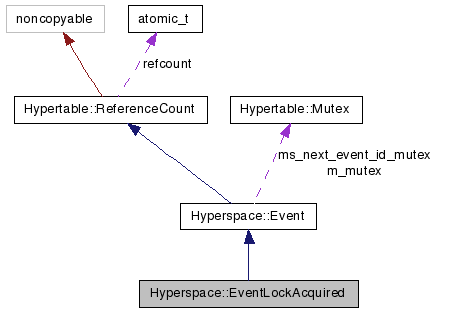 noncopyable
atomic_t
refcount
Hypertable::ReferenceCount
Hypertable::Mutex
ms_next_event_id_mutex
m_mutex
Hyperspace::Event
Hyperspace::EventLockAcquired